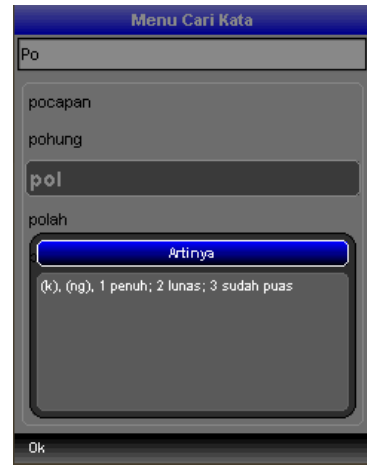 Menu Cari Kata
Po
pocapan
pohung
pol
polah
Artinya
(k), (ng), 1 penuh; 2 lunas; 3 sudah puas
Ok